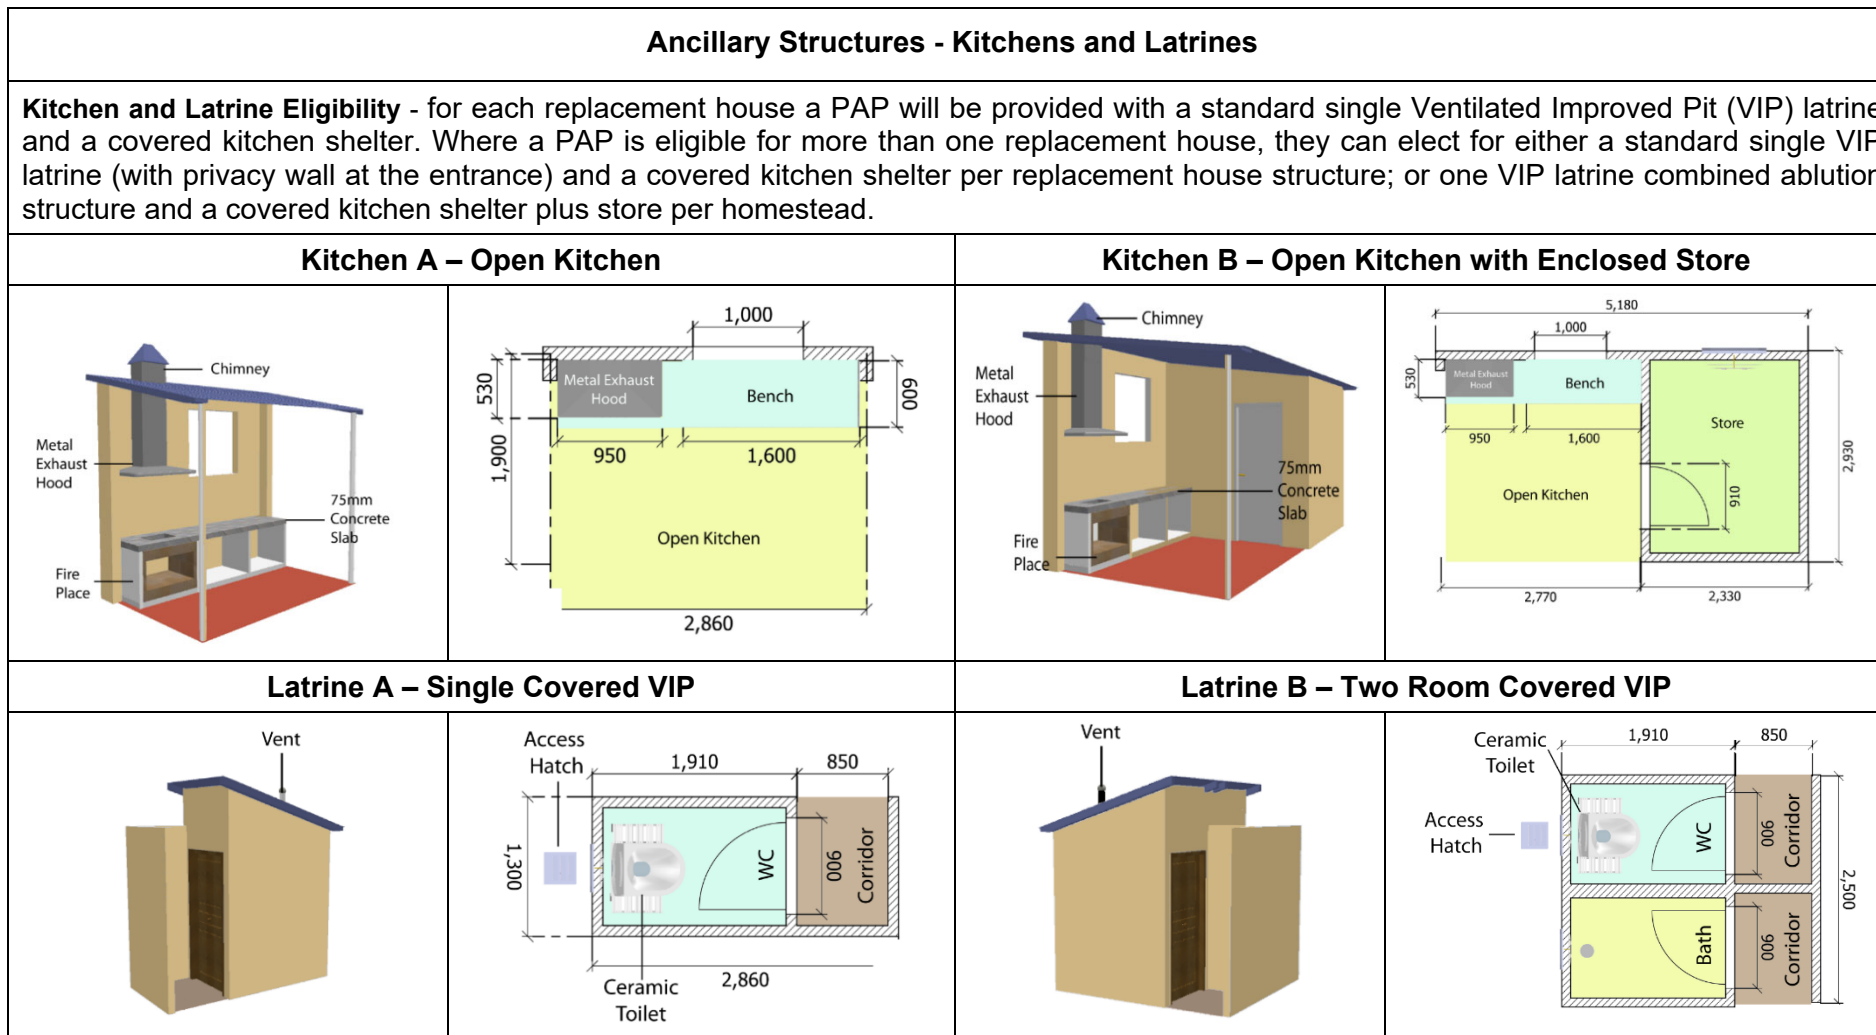 Ancillary Structures - Kitchens and Latrines
Kitchen and Latrine Eligibility - for each replacement house a PAP will be provided with a standard single Ventilated Improved Pit (VIP) latrine
and a covered kitchen shelter. Where a PAP is eligible for more than one replacement house, they can elect for either a standard single VIP
latrine (with privacy wall at the entrance) and a covered kitchen shelter per replacement house structure; or one VIP latrine combined ablution
structure and a covered kitchen shelter plus store per homestead.
Kitchen A – Open Kitchen
Kitchen B – Open Kitchen with Enclosed Store
Chimney
Metal
Exhaust
Hood
75mm
Concrete
Slab
Fire
Place
1,000
530
Metal Exhaust
Hood
Bench
600
950
1,600
1,900
Open Kitchen
2,860
Chimney
Metal
Exhaust
Hood
75mm
Concrete
Slab
Fire
Place
5,180
1,000
530
Metal Exhaust
Hood
Bench
950
1,600
Store
2,930
Open Kitchen
910
2,770
2,330
Latrine A – Single Covered VIP
Latrine B – Two Room Covered VIP
Vent
Access
Hatch
1,910
850
1,300
WC
900
Corridor
2,860
Ceramic
Toilet
Vent
Ceramic
Toilet
1,910
850
Access
Hatch
WC
900
Corridor
2,500
Bath
900
Corridor